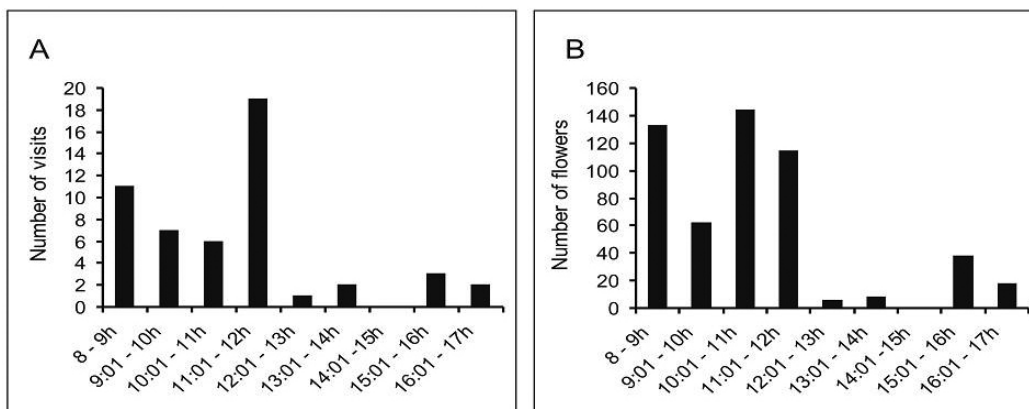 A
Number of visits
20
18
16
14
12
10
8
6
4
2
0
8 - 9h
9:01 - 10h
10:01 - 11h
11:01 - 12h
12:01 - 13h
13:01 - 14h
14:01 -15h
15:01 - 16h
16:01 - 17h
B
Number of flowers
160
140
120
100
80
60
40
20
0
8 - 9h
9:01 - 10h
10:01 - 11h
11:01 - 12h
12:01 - 13h
13:01 - 14h
14:01 -15h
15:01 - 16h
16:01 - 17h